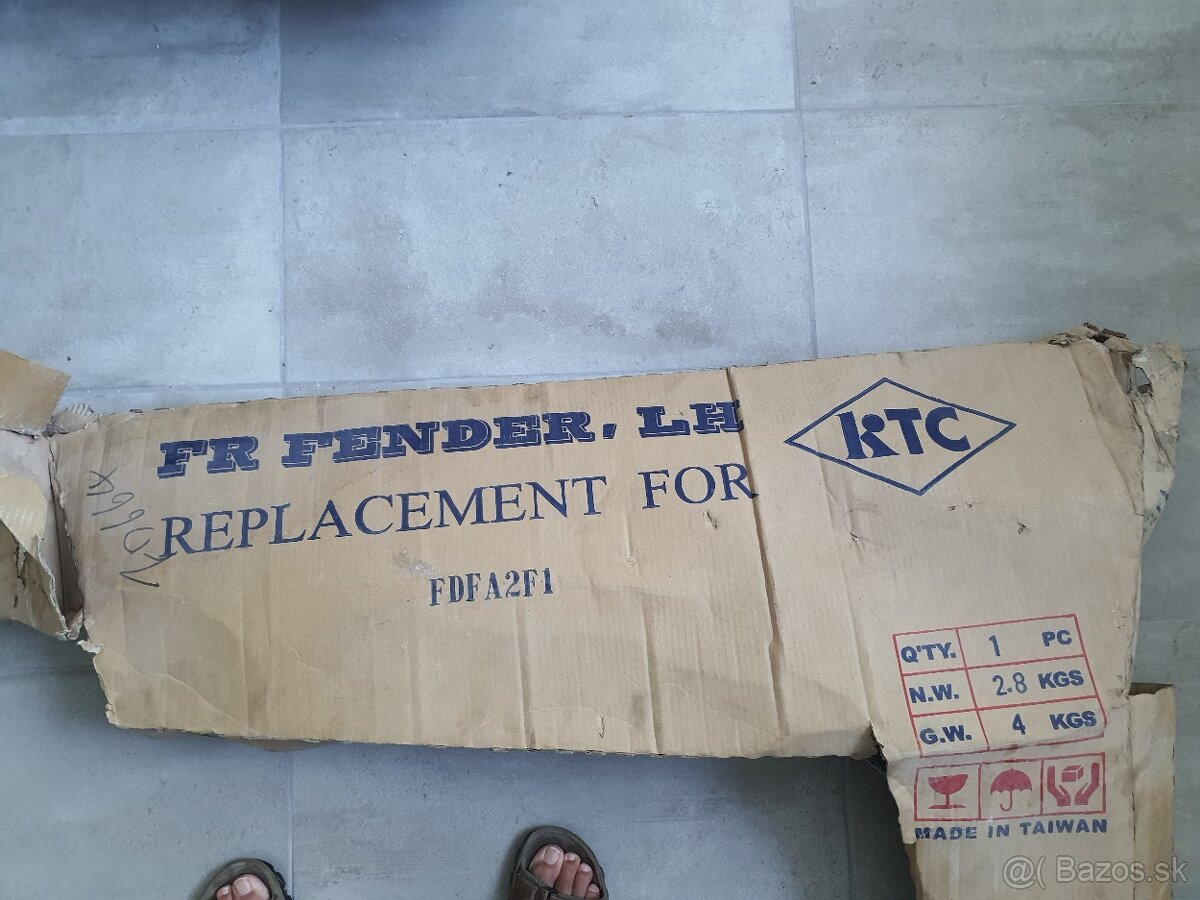 FR FENDER. LH
REPLACEMENT FOR
FDFA2F1
KTC
Q'TY. 1 PC
N.W. 2.8 KGS
G.W. 4 KGS
MADE IN TAIWAN
@( Bazos.sk